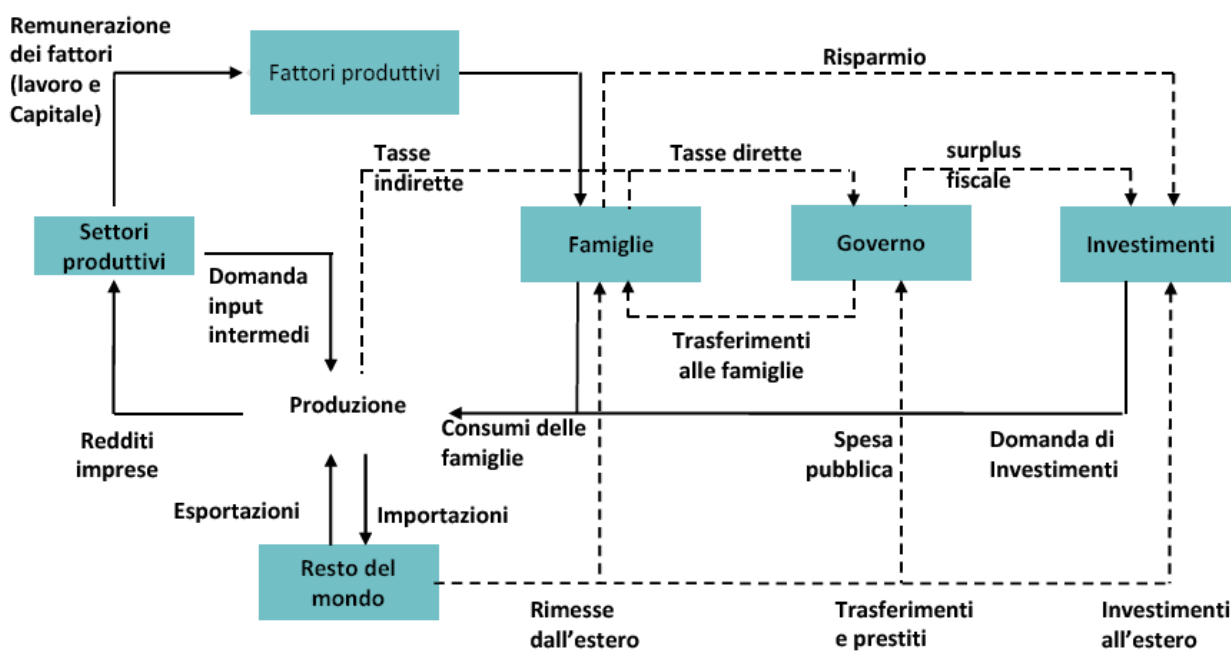 Remunerazione
dei fattori
(lavoro e
Capitale)
Fattori produttivi
Risparmio
Tasse
indirette
Tasse dirette
surplus
fiscale
Settori
produttivi
Famiglie
Governo
Investimenti
Domanda
input
intermedi
Trasferimenti
alle famiglie
Produzione
Redditi
imprese
Consumi delle
famiglie
Spesa
pubblica
Domanda di
Investimenti
Esportazioni
Importazioni
Resto del
mondo
Rimesse
dall'estero
Trasferimenti
e prestiti
Investimenti
all'estero